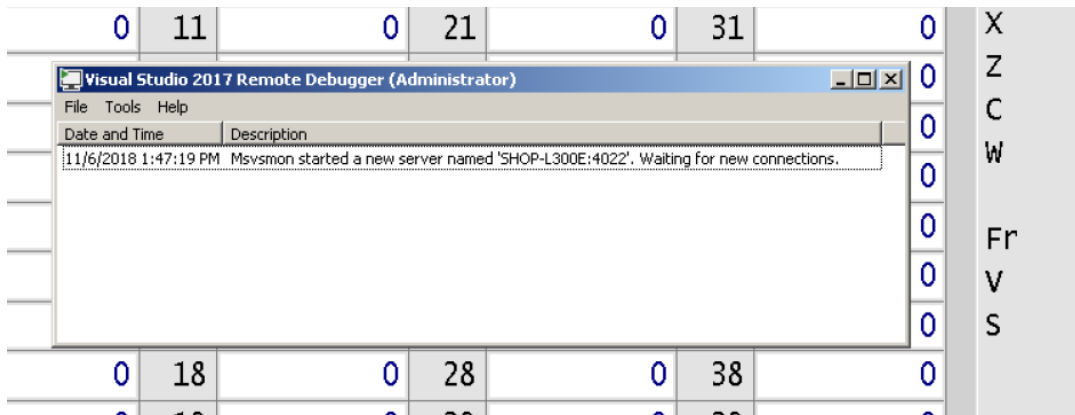 0 11 0 21 0 31 0 X
Visual Studio 2017 Remote Debugger (Administrator) 0 Z
File Tools Help
Date and Time Description 0 C
11/6/2018 1:47:19 PM Msvsmon started a new server named 'SHOP-L300E:4022'. Waiting for new connections. W
0
0 Fr
0 V
0 S
0 18 0 28 0 38 0